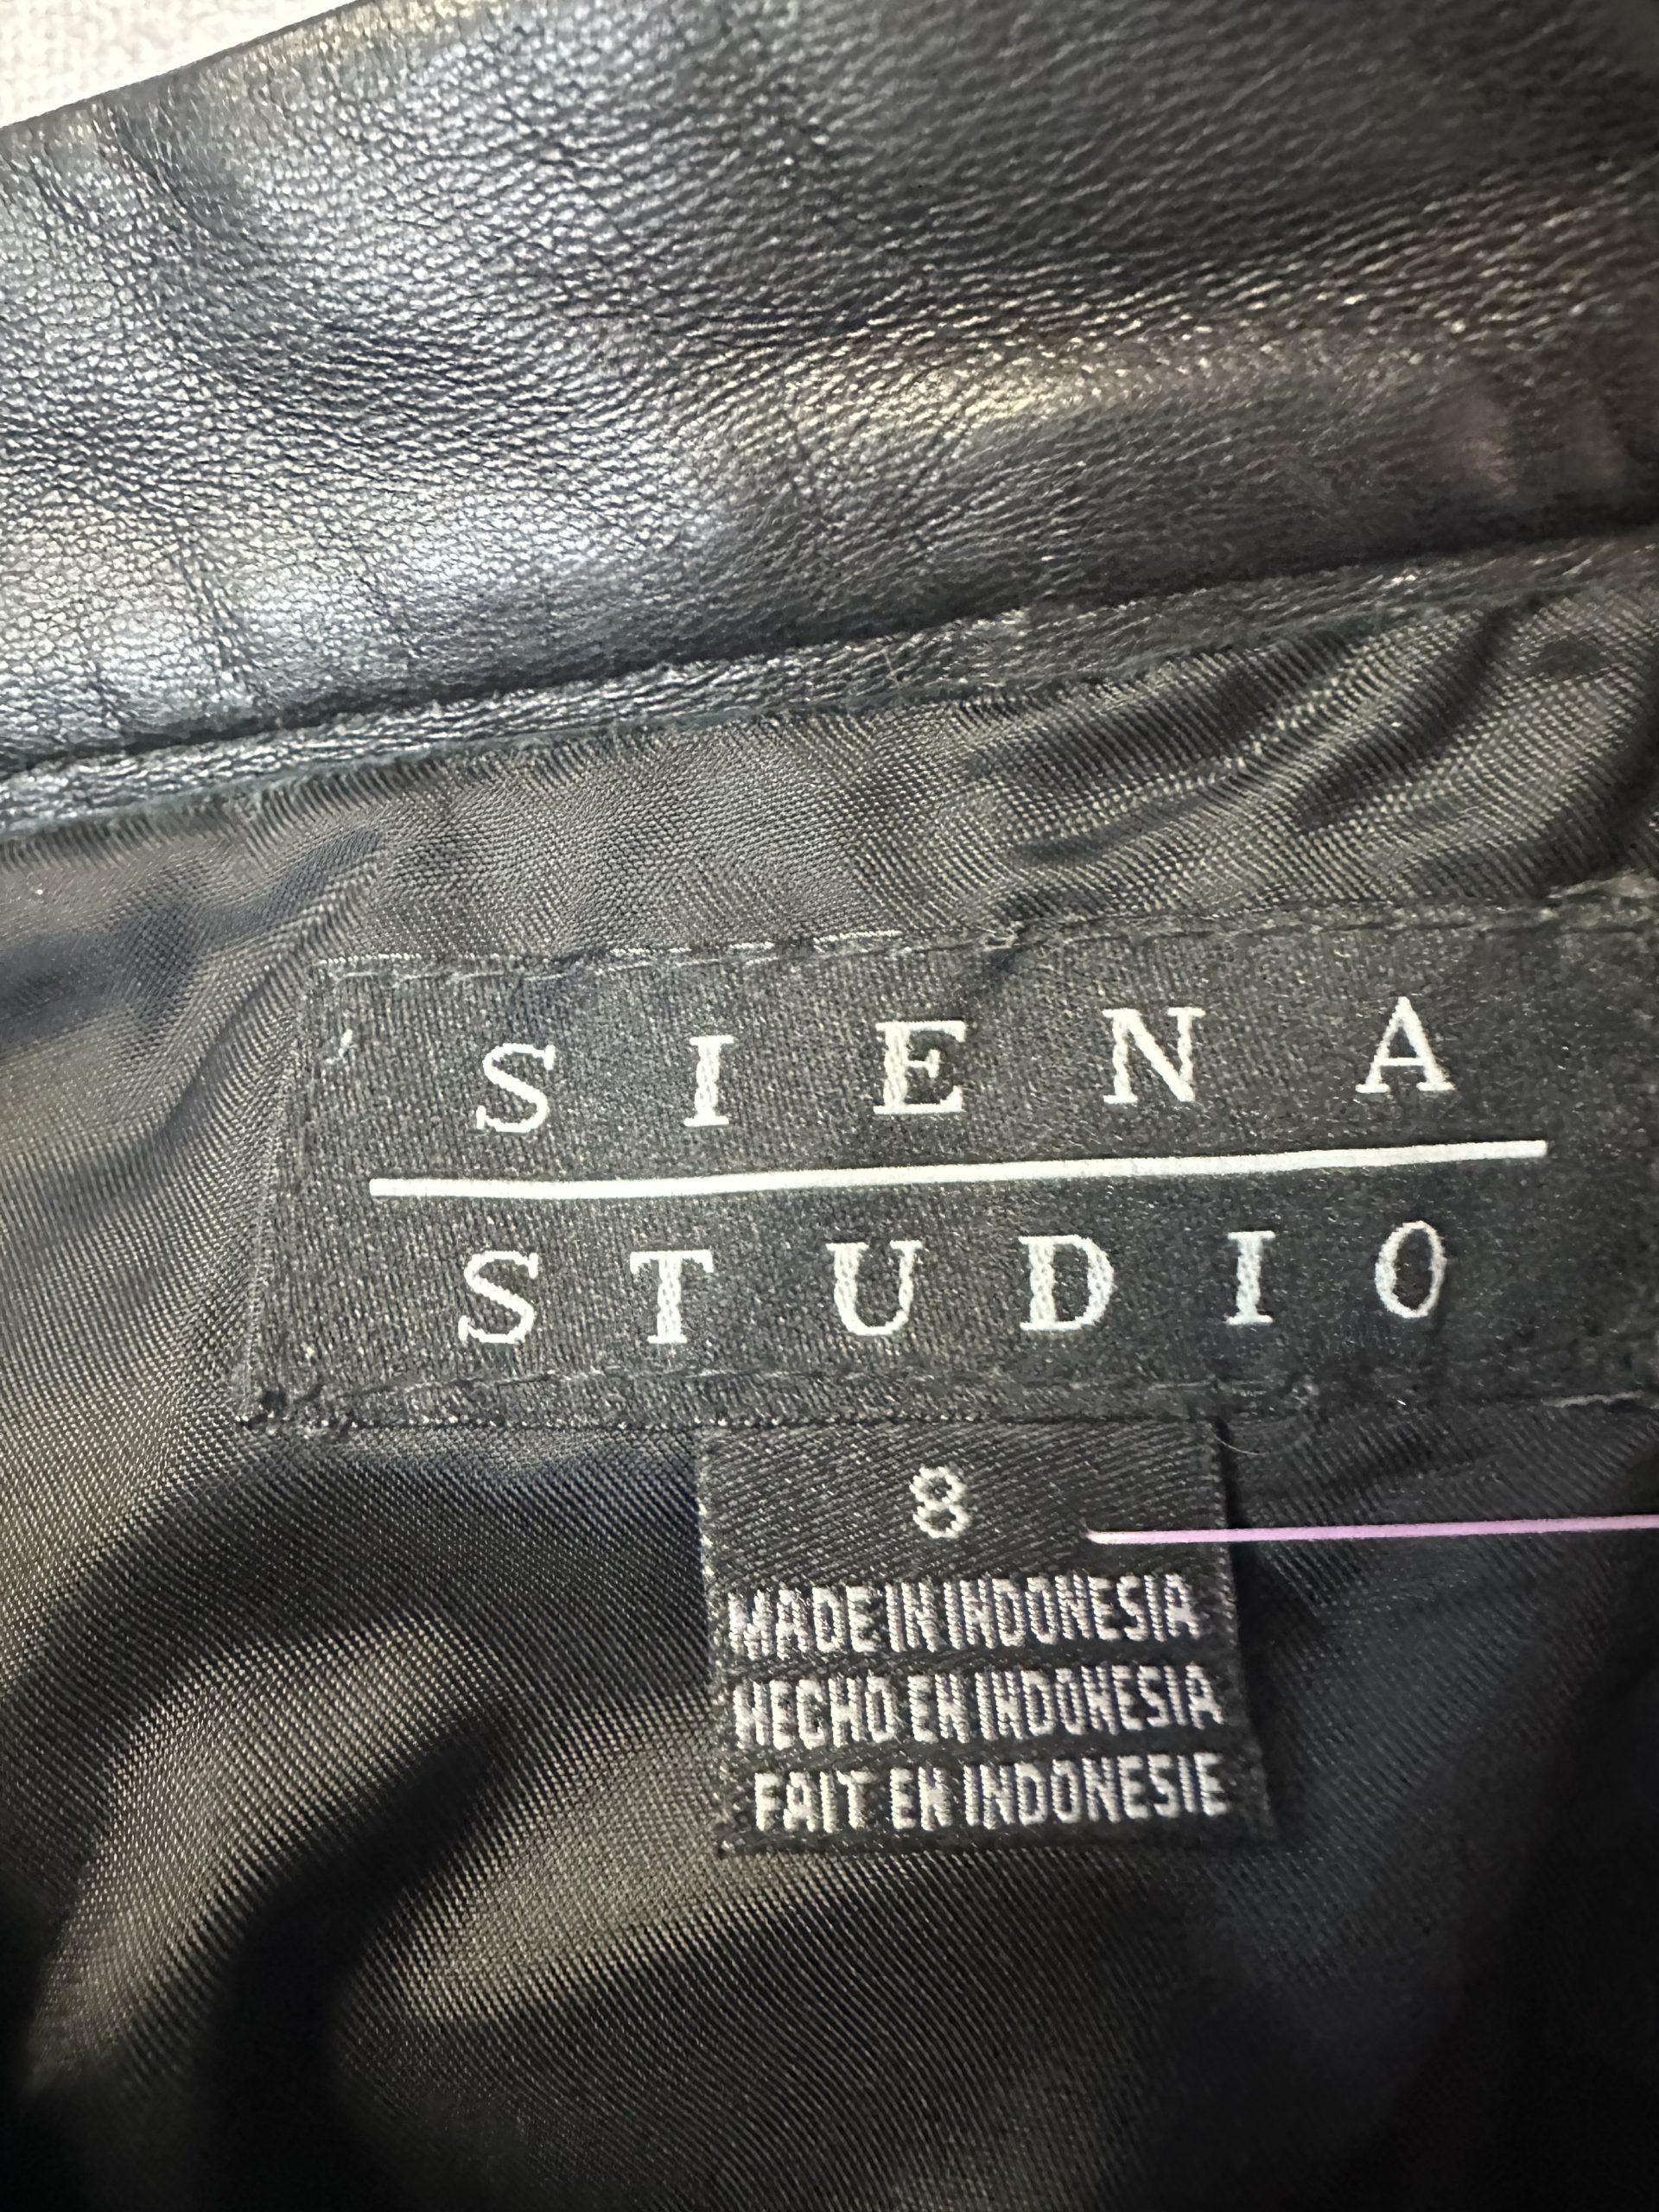 SIENA
STUDIO
8
MADE IN INDONESIA
HECHO EN INDONESIA
FAIT EN INDONESIE